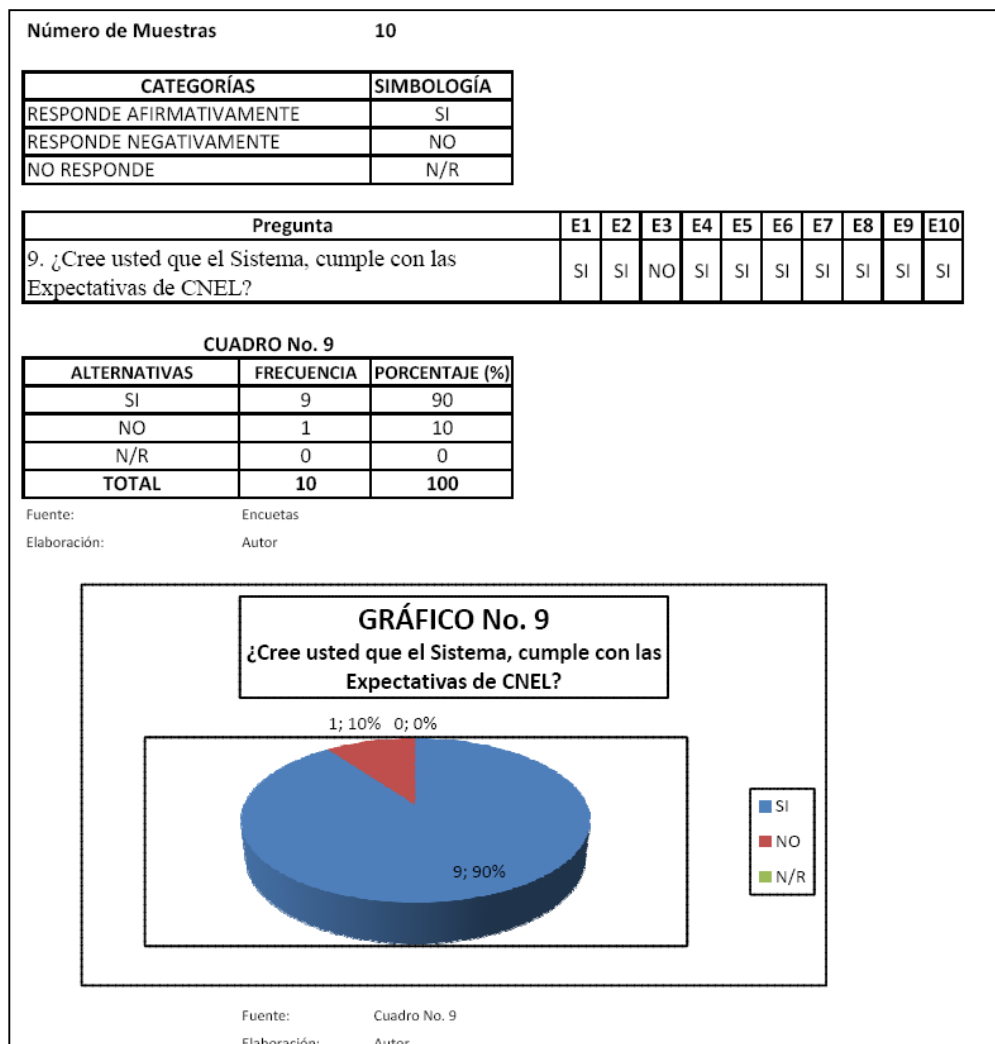 Número de Muestras 10
CATEGORÍAS SIMBOLOGÍA
RESPONDE AFIRMATIVAMENTE SI
RESPONDE NEGATIVAMENTE NO
NO RESPONDE N/R
Pregunta E1 E2 E3 E4 E5 E6 E7 E8 E9 E10
9. ¿Cree usted que el Sistema, cumple con las
Expectativas de CNEL? SI SI NO SI SI SI SI SI SI SI
CUADRO No. 9
ALTERNATIVAS FRECUENCIA PORCENTAJE (%)
SI 9 90
NO 1 10
N/R 0 0
TOTAL 10 100
Fuente: Encuetas
Elaboración: Autor
GRÁFICO No. 9
¿Cree usted que el Sistema, cumple con las
Expectativas de CNEL?
1; 10% 0; 0%
9; 90%
SI
NO
N/R
Fuente: Cuadro No. 9
Elaboración: Autor